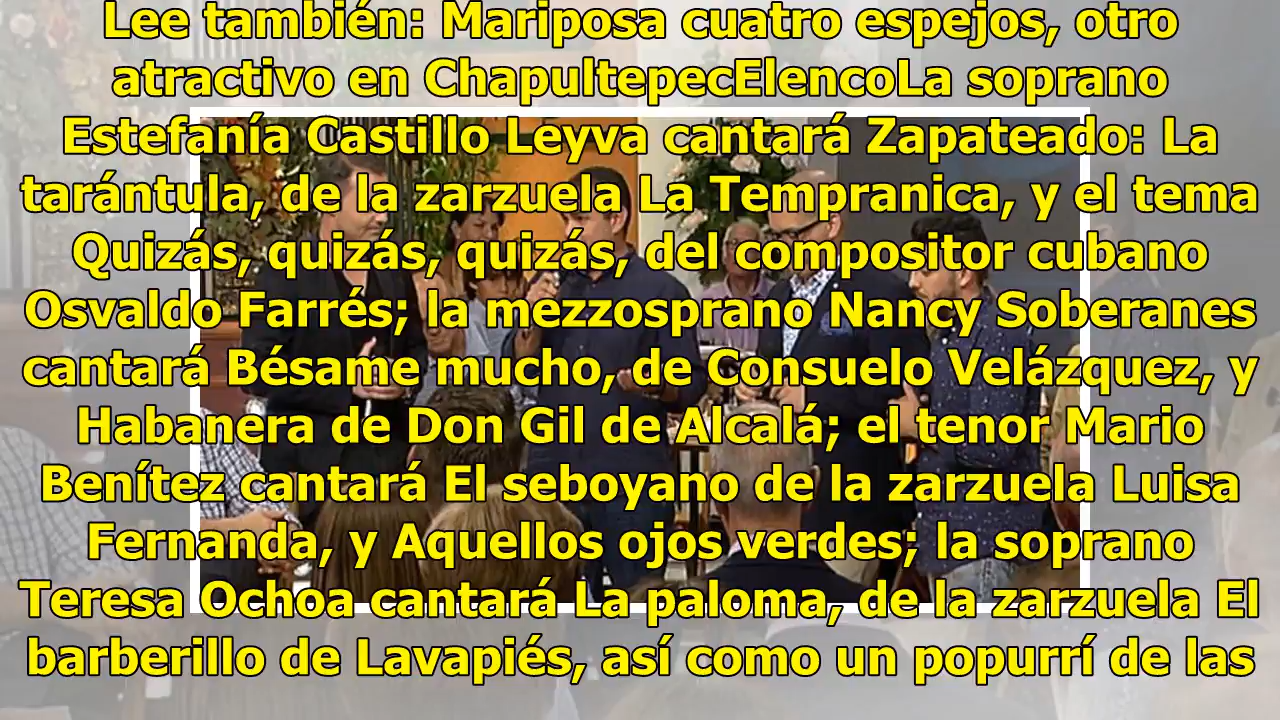 Lee también: Mariposa cuatro espejos, otro
atractivo en ChapultepecElencoLa soprano
Estefanía Castillo Leyva cantará Zapateado: La
tarántula, de la zarzuela La Tempranica, y el tema
Quizás, quizás, quizás, del compositor cubano
Osvaldo Farrés; la mezzosprano Nancy Soberanes
cantará Bésame mucho, de Consuelo Velázquez, y
Habanera de Don Gil de Alcalá; el tenor Mario
Benítez cantará El seboyano de la zarzuela Luisa
Fernanda, y Aquellos ojos verdes; la soprano
Teresa Ochoa cantará La paloma, de la zarzuela El
barberillo de Lavapiés, así como un popurrí de las